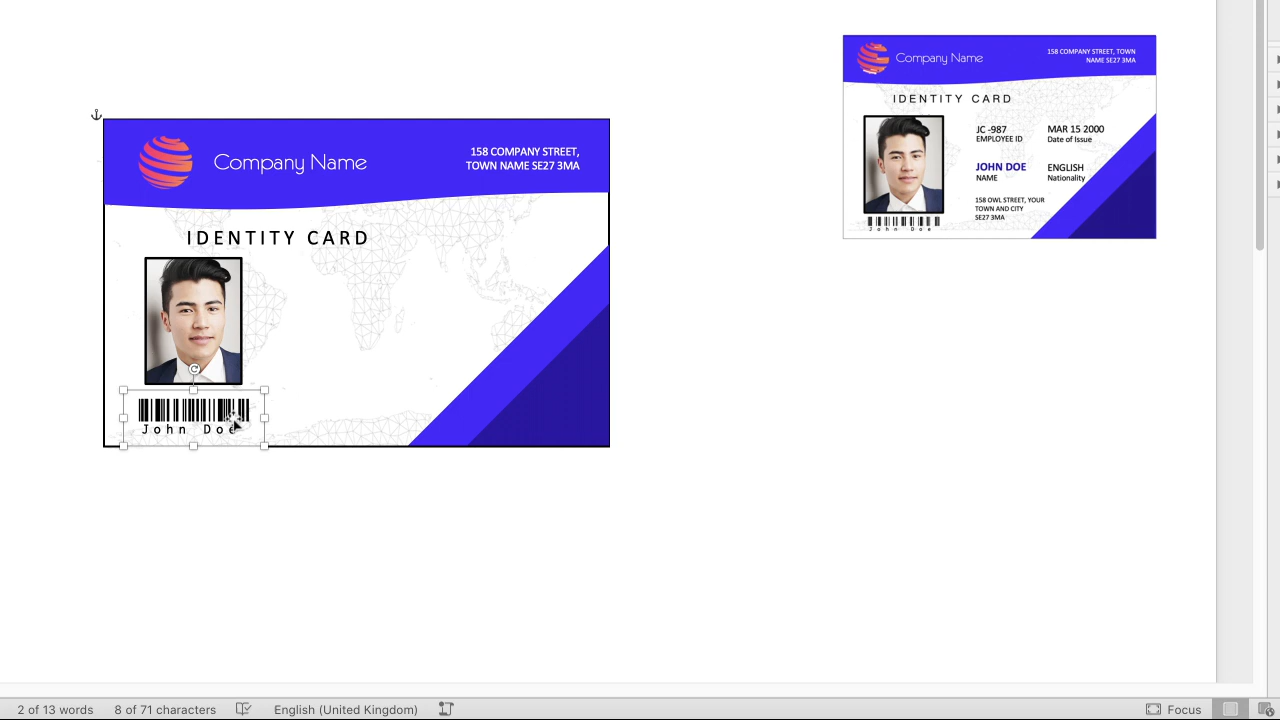 Company Name
158 COMPANY STREET,
TOWN NAME SE27 3MA
IDENTITY CARD
John Doe
Company Name
158 COMPANY STREET, TOWN
NAME SE27 3MA
IDENTITY CARD
JC -987
EMPLOYEE ID
MAR 15 2000
Date of Issue
JOHN DOE
NAME
ENGLISH
Nationality
158 OWL STREET, YOUR
TOWN AND CITY
SE27 3MA
John Doe
2 of 13 words
8 of 71 characters
English (United Kingdom)
Focus